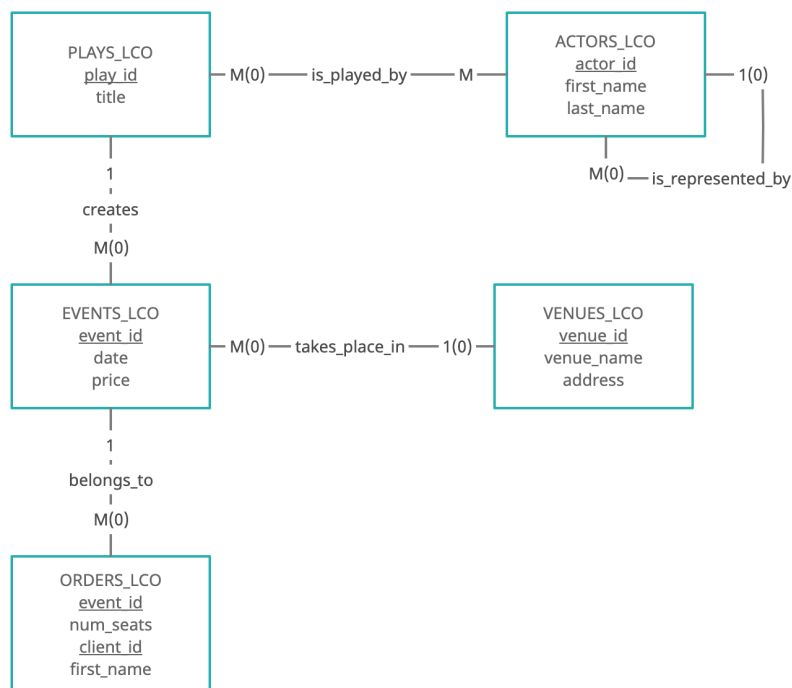 PLAYS_LCO
play_id
title
M(0)
is_played_by
M
ACTORS_LCO
actor_id
first_name
last_name
1(0)
M(0)
is_represented_by
1
creates
M(0)
EVENTS_LCO
event_id
date
price
M(0)
takes_place_in
1(0)
VENUES_LCO
venue_id
venue_name
address
1
belongs_to
M(0)
ORDERS_LCO
event_id
num_seats
client_id
first_name